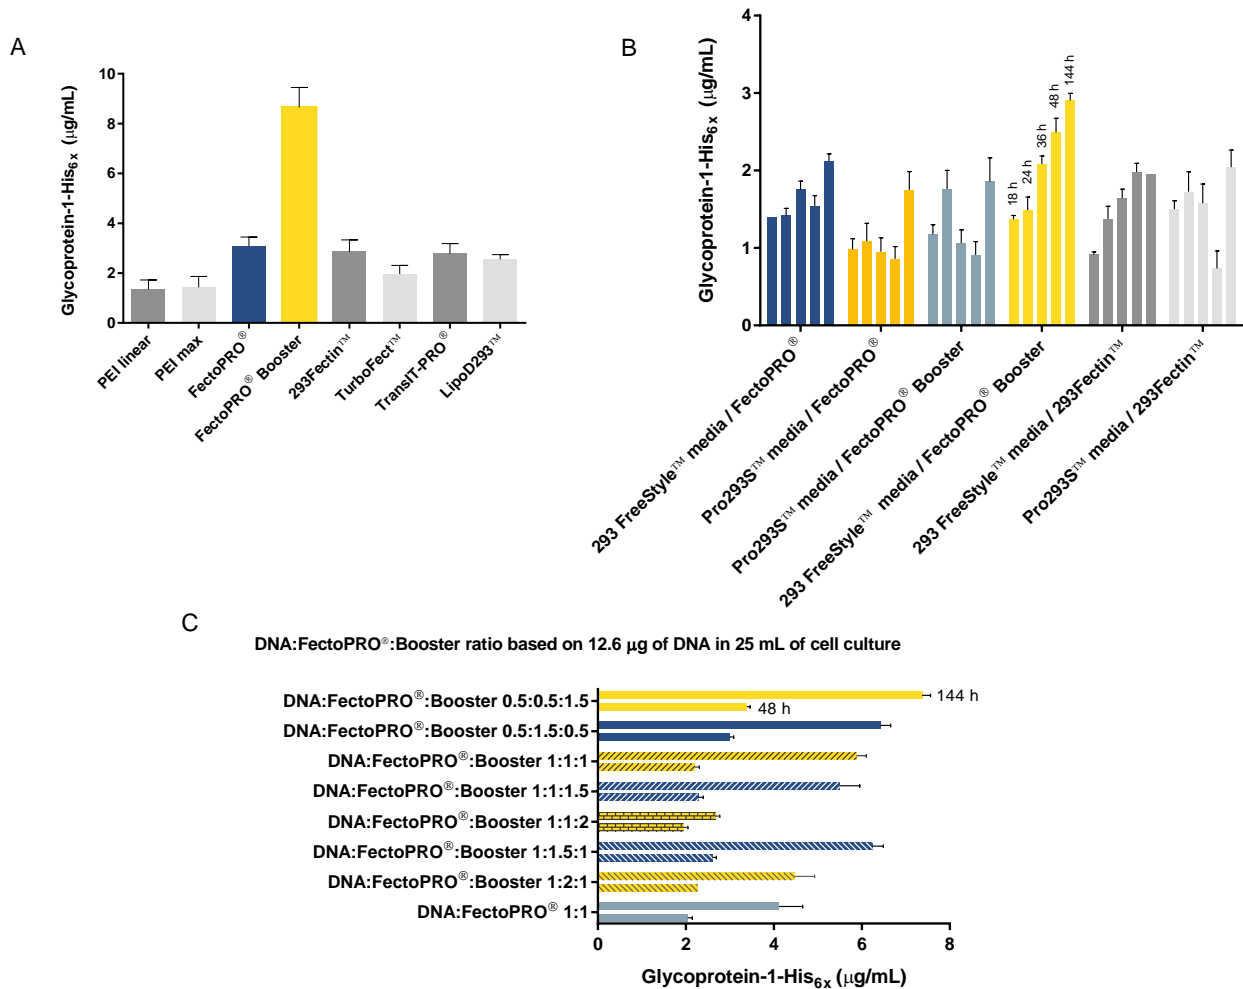 A
Glycoprotein-1-His6x (μg/mL)
10
8
6
4
2
0
PEI linear
PEI max
FectoPRO®
FectoPRO® Booster
293Fectin™
TurboFect™
TransIT-PRO®
LipoD293™
B
Glycoprotein-1-His6x (μg/mL)
4
3
2
1
0
18 h
24 h
36 h
48 h
144 h
293 FreeStyle™ media / FectoPRO®
Pro293S™ media / FectoPRO®
Pro293S™ media / FectoPRO® Booster
293 FreeStyle™ media / FectoPRO® Booster
293 FreeStyle™ media / 293Fectin™
Pro293S™ media / 293Fectin™
C
DNA:FectoPRO®:Booster ratio based on 12.6 μg of DNA in 25 mL of cell culture
DNA:FectoPRO®:Booster 0.5:0.5:1.5
144 h
48 h
DNA:FectoPRO®:Booster 0.5:1.5:0.5
DNA:FectoPRO®:Booster 1:1:1
DNA:FectoPRO®:Booster 1:1:1.5
DNA:FectoPRO®:Booster 1:1:2
DNA:FectoPRO®:Booster 1:1.5:1
DNA:FectoPRO®:Booster 1:2:1
DNA:FectoPRO® 1:1
0 2 4 6 8
Glycoprotein-1-His6x (μg/mL)